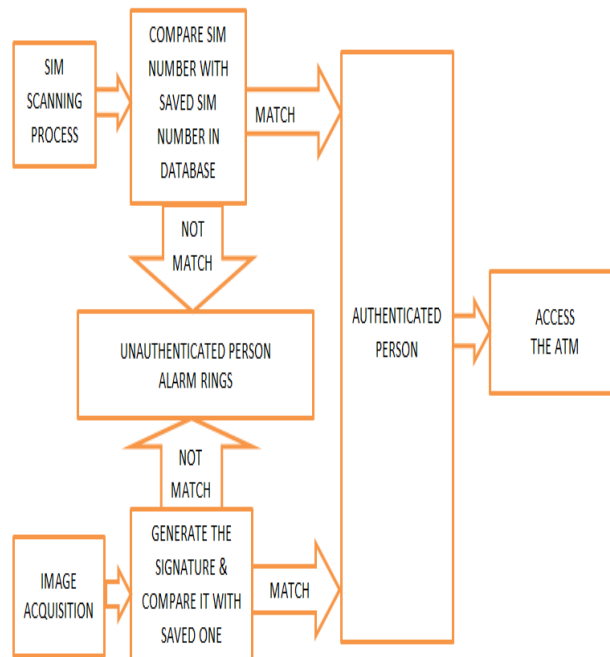 SIM
SCANNING
PROCESS
COMPARE SIM
NUMBER WITH
SAVED SIM
NUMBER IN
DATABASE
MATCH
NOT
MATCH
UNAUTHENTICATED PERSON
ALARM RINGS
NOT
MATCH
IMAGE
ACQUISITION
GENERATE THE
SIGNATURE &
COMPARE IT WITH
SAVED ONE
MATCH
AUTHENTICATED
PERSON
ACCESS
THE ATM